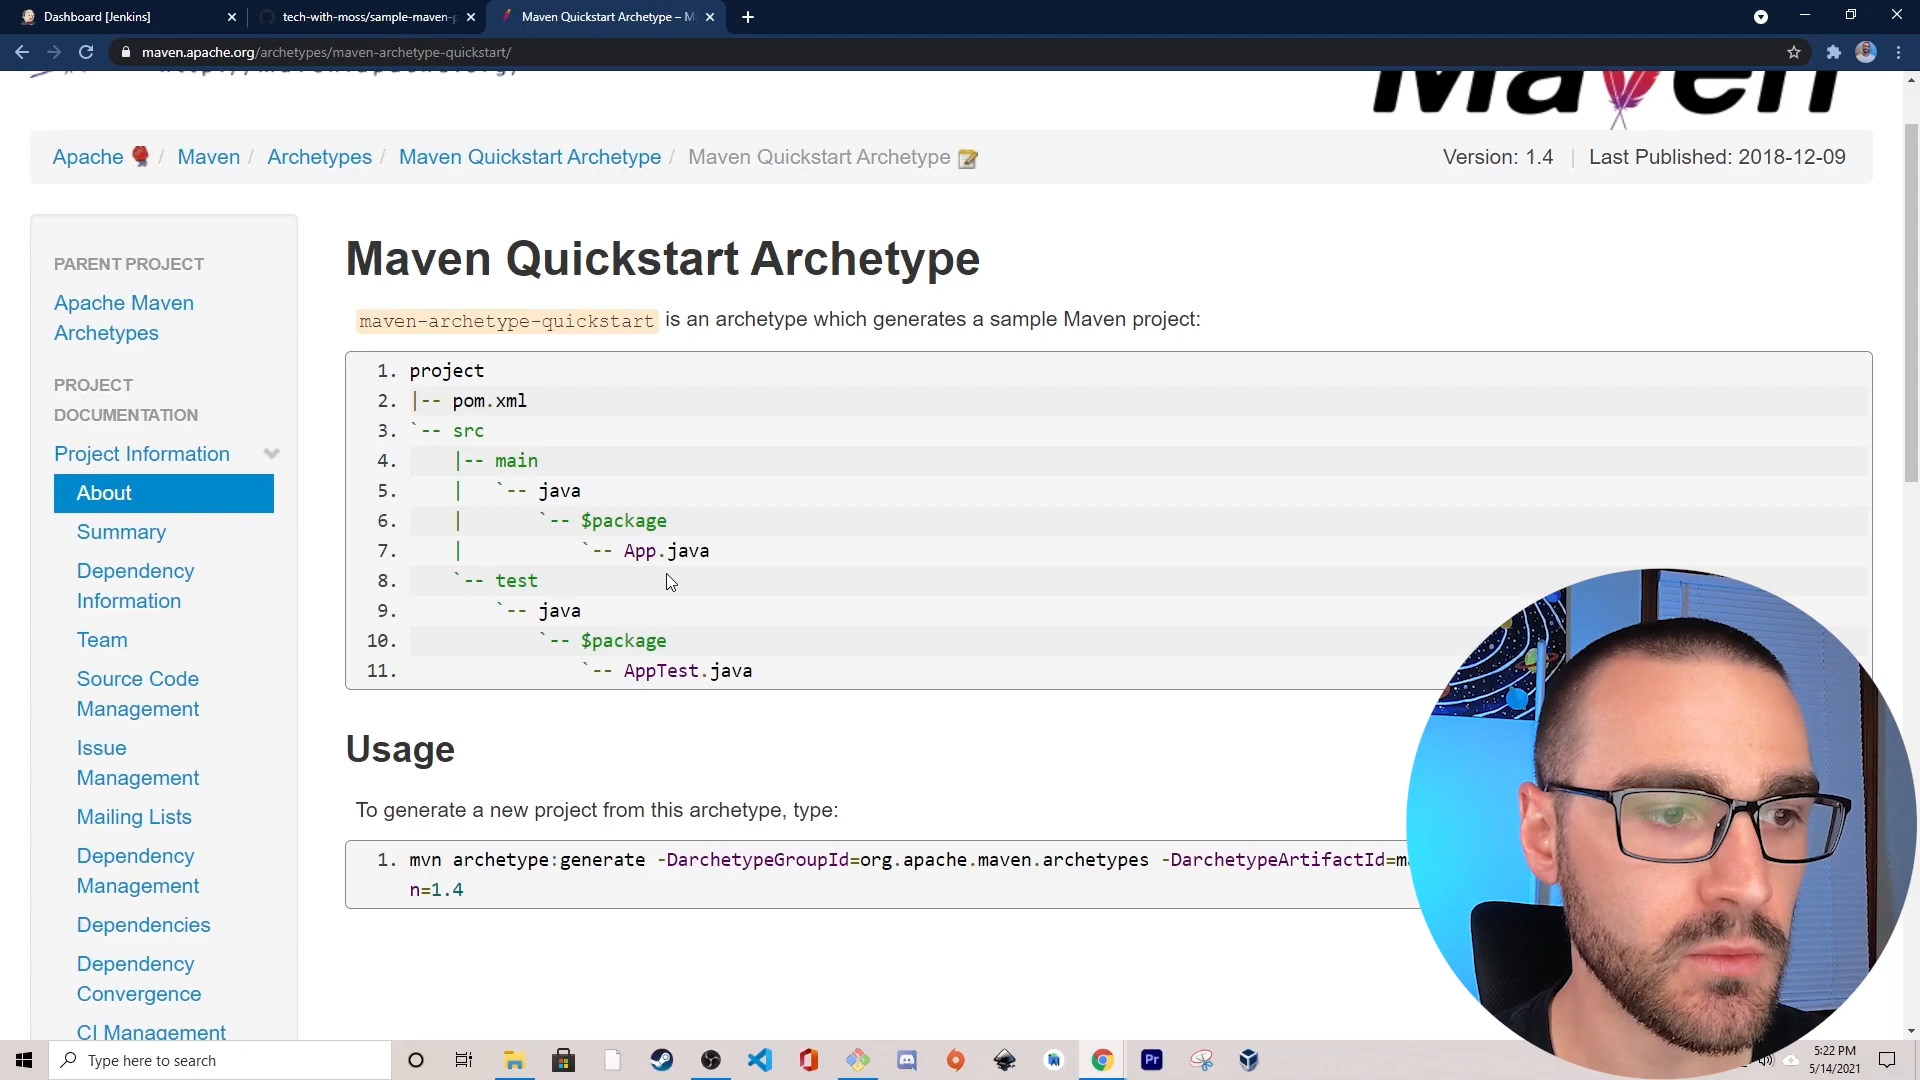 Dashboard [Jenkins]
tech-with-moss/sample-maven-p
Maven Quickstart Archetype – M
maven.apache.org/archetypes/maven-archetype-quickstart/
Maven
Apache / Maven / Archetypes / Maven Quickstart Archetype / Maven Quickstart Archetype
Version: 1.4 | Last Published: 2018-12-09
PARENT PROJECT
Apache Maven
Archetypes
PROJECT
DOCUMENTATION
Project Information
About
Summary
Dependency
Information
Team
Source Code
Management
Issue
Management
Mailing Lists
Dependency
Management
Dependencies
Dependency
Convergence
CI Management
Maven Quickstart Archetype
maven-archetype-quickstart is an archetype which generates a sample Maven project:
1. project
2. |-- pom.xml
3. `-- src
4. |-- main
5. | `-- java
6. | `-- $package
7. | `-- App.java
8. `-- test
9. `-- java
10. `-- $package
11. `-- AppTest.java
Usage
To generate a new project from this archetype, type:
1. mvn archetype:generate -DarchetypeGroupId=org.apache.maven.archetypes -DarchetypeArtifactId=m
n=1.4
Type here to search
Pr
5:22 PM
5/14/2021